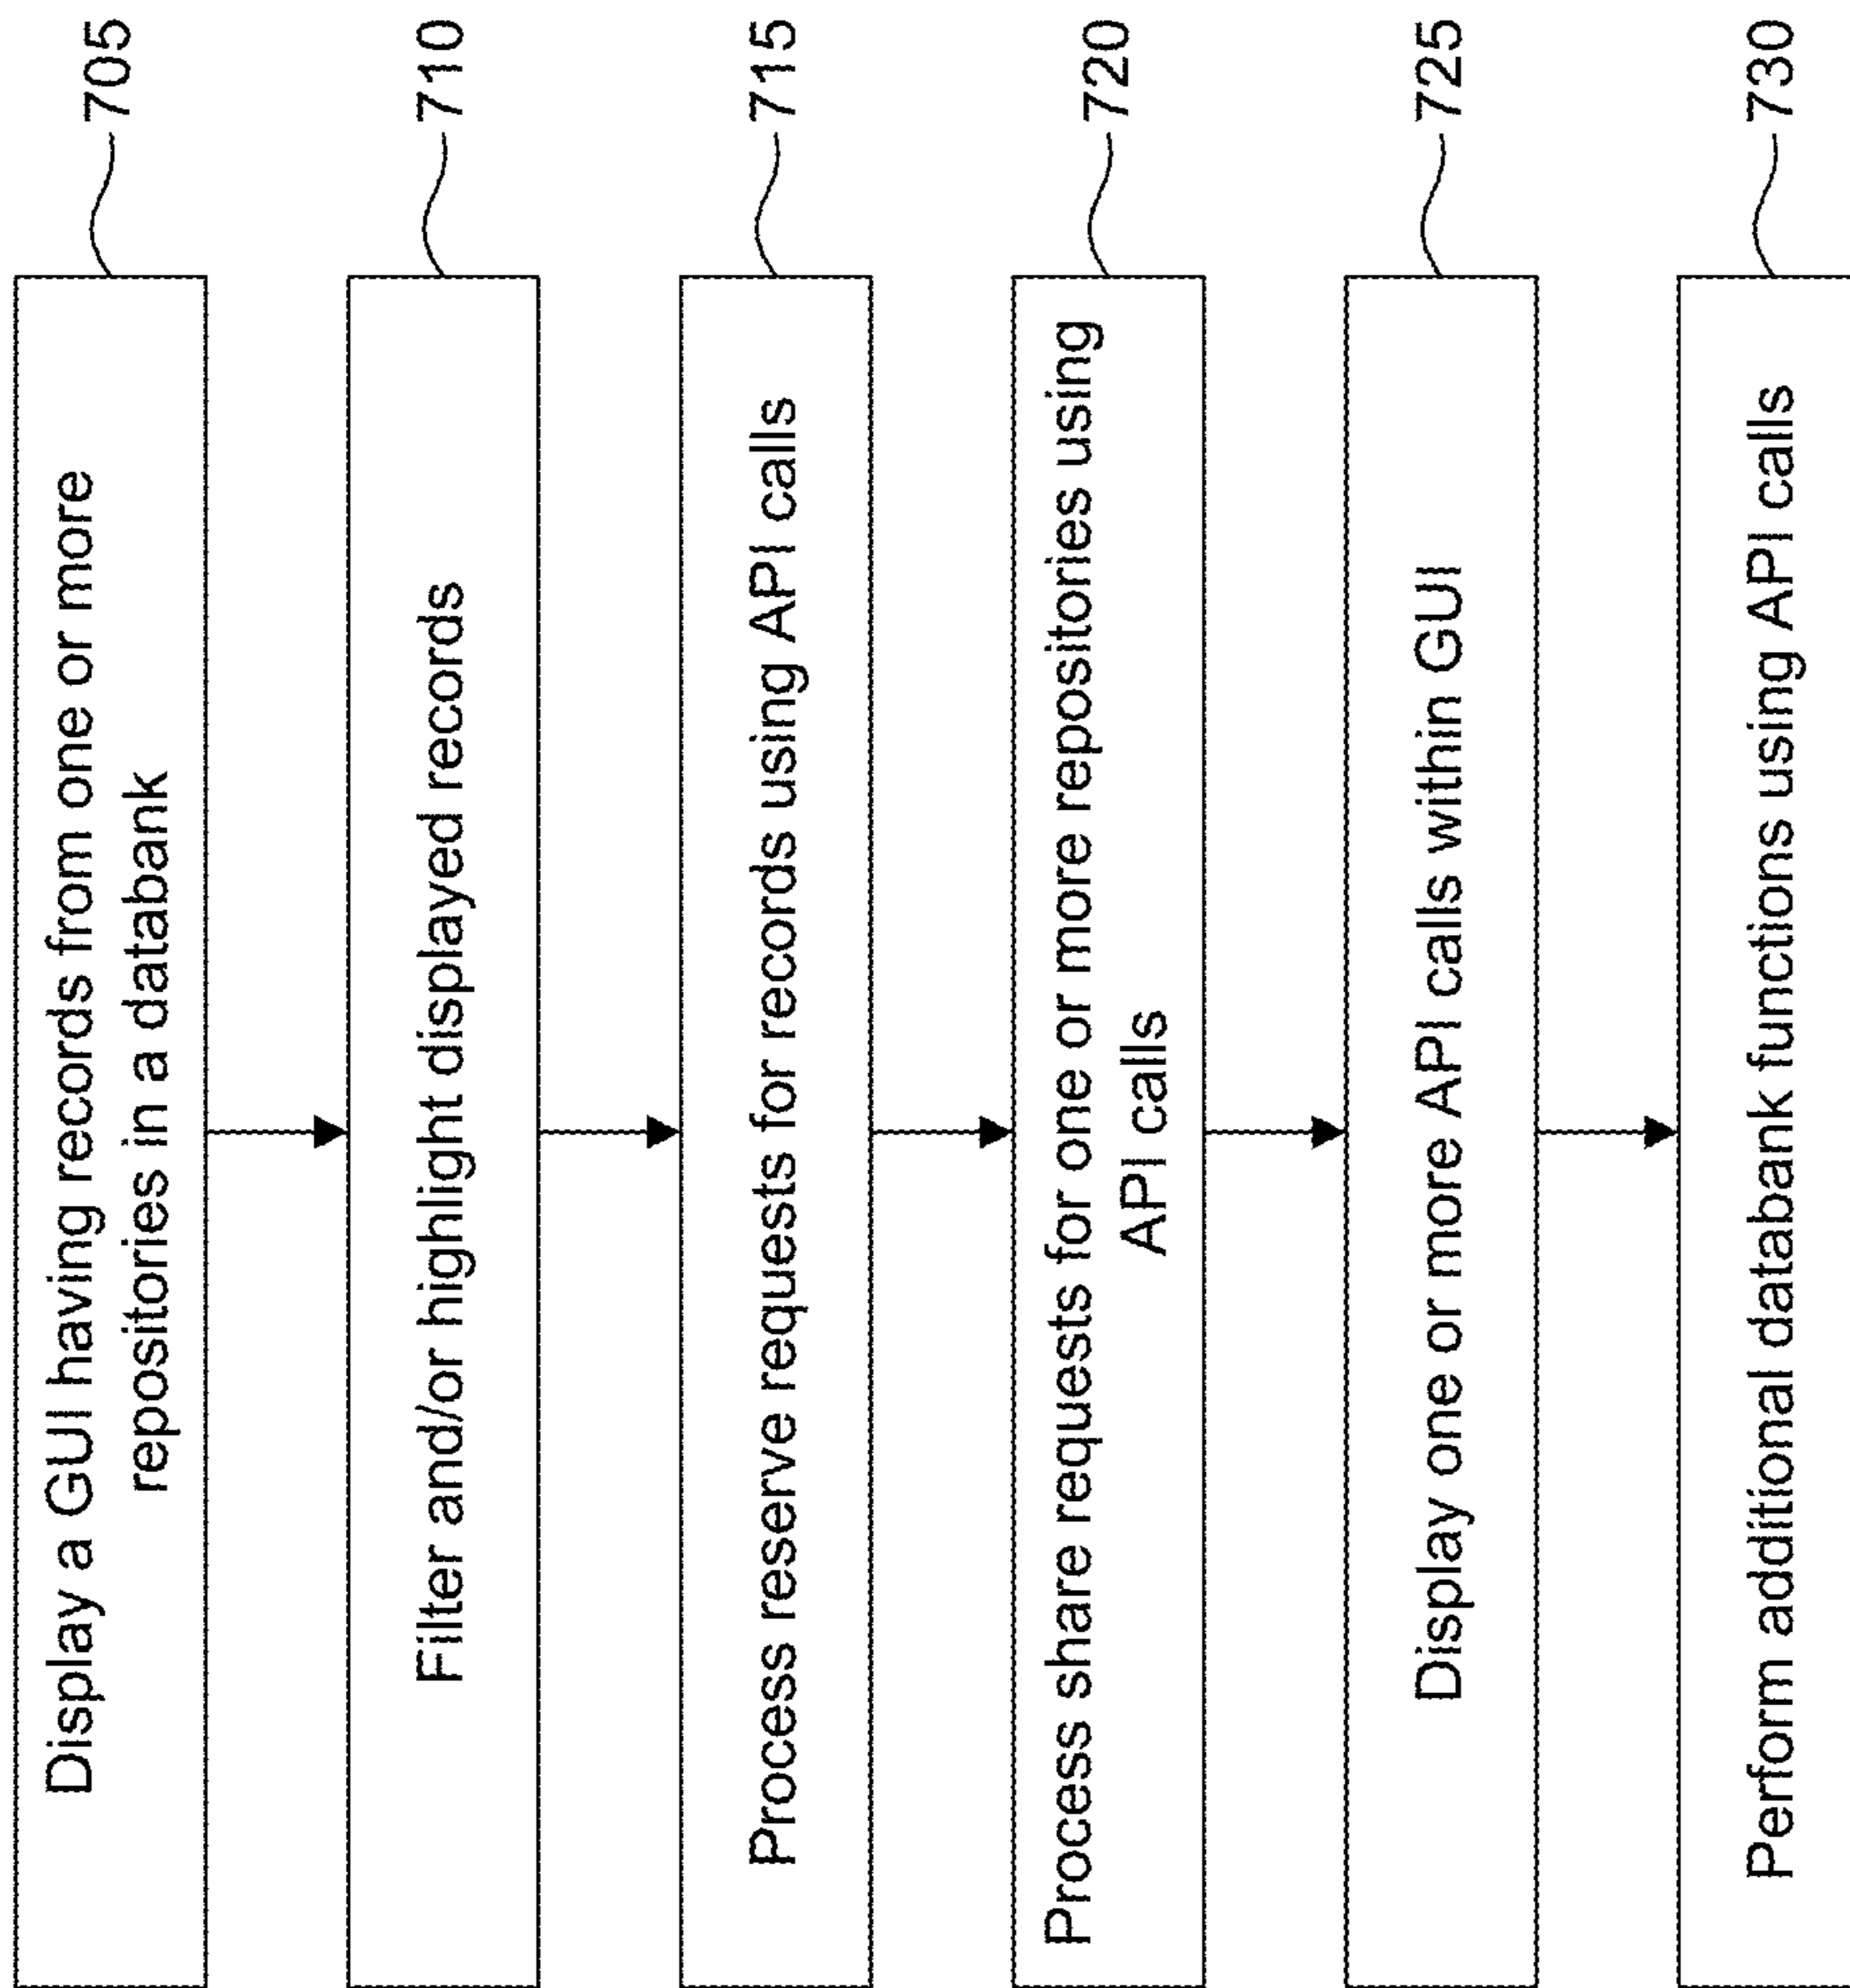 Display a GUI having records from one or more
repositories in a databank
705
Filter and/or highlight displayed records
710
Process reserve requests for records using API calls
715
Process share requests for one or more repositories using
API calls
720
Display one or more API calls within GUI
725
Perform additional databank functions using API calls
730